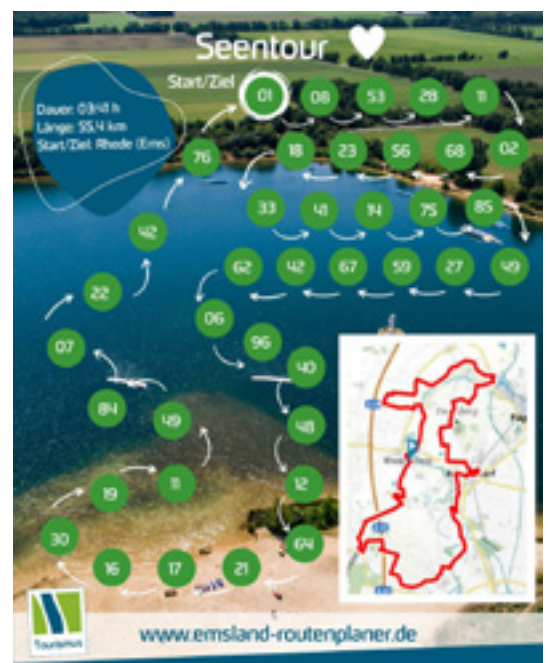 Seentour
Start/Ziel
Dauer: 03:41 h
Länge: 55,4 km
Start/Ziel: Rhede (Ems)
01 08 53 28 11
76 18 23 56 68 02
33 41 14 75 85
42
62 42 67 59 27 49
22
06
07 96
40
84 49 48
19 11 12
30 64
16 17 21
Tourismus
www.emsland-routenplaner.de